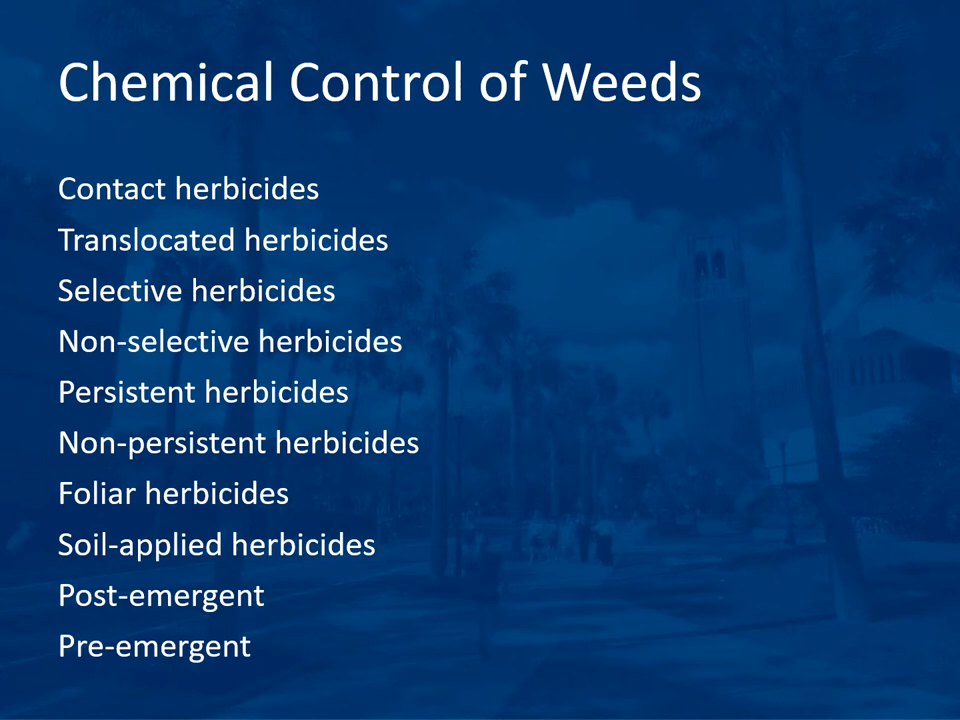 Chemical Control of Weeds
Contact herbicides
Translocated herbicides
Selective herbicides
Non-selective herbicides
Persistent herbicides
Non-persistent herbicides
Foliar herbicides
Soil-applied herbicides
Post-emergent
Pre-emergent